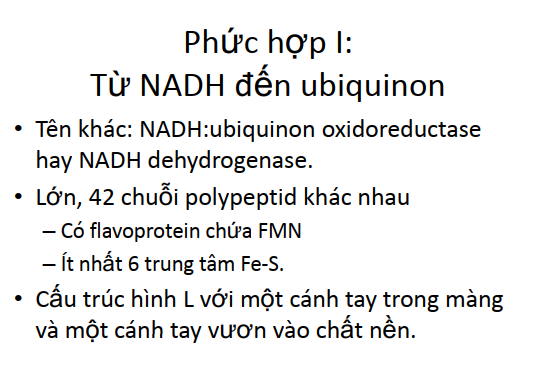 Phức hợp I:
Từ NADH đến ubiquinon
• Tên khác: NADH:ubiquinon oxidoreductase
hay NADH dehydrogenase.
• Lớn, 42 chuỗi polypeptid khác nhau
– Có flavoprotein chứa FMN
– Ít nhất 6 trung tâm Fe-S.
• Cấu trúc hình L với một cánh tay trong màng
và một cánh tay vươn vào chất nền.